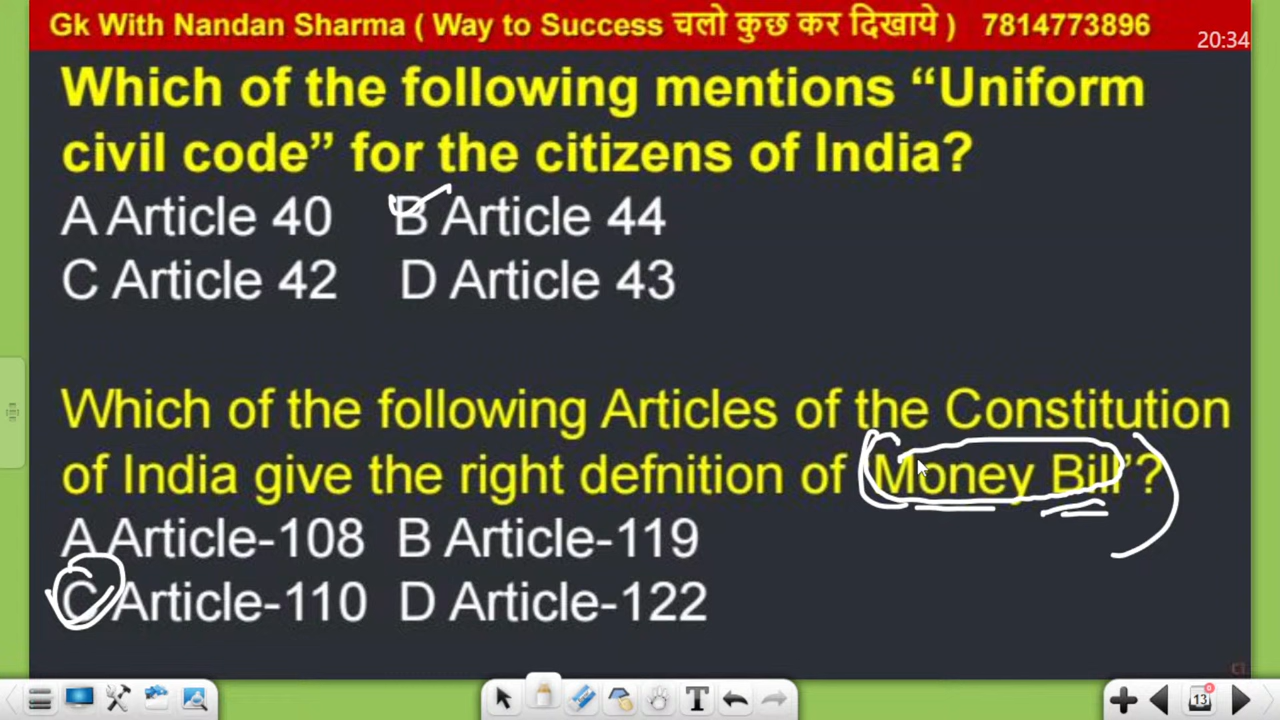 Gk With Nandan Sharma ( Way to Success चलो कुछ कर दिखाये ) 7814773896
20:34
Which of the following mentions “Uniform
civil code” for the citizens of India?
A Article 40 B Article 44
C Article 42 D Article 43
Which of the following Articles of the Constitution
of India give the right defnition of 'Money Bill'?
A Article-108 B Article-119
C Article-110 D Article-122
T
13